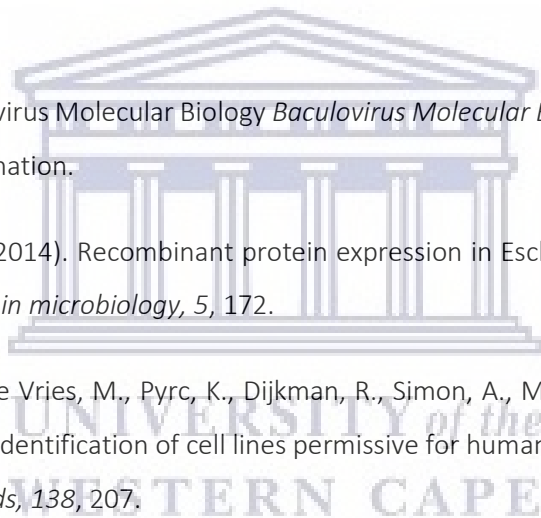 virus Molecular Biology Baculovirus Molecular
nation.
2014). Recombinant protein expression in
in microbiology, 5, 172.
e Vries, M., Pyrc, K., Dijkman, R., Simon, A., M
UNIVERSITY of the
dentification of cell lines permissive for human
ds, 138, 207.
WESTERN CAPE